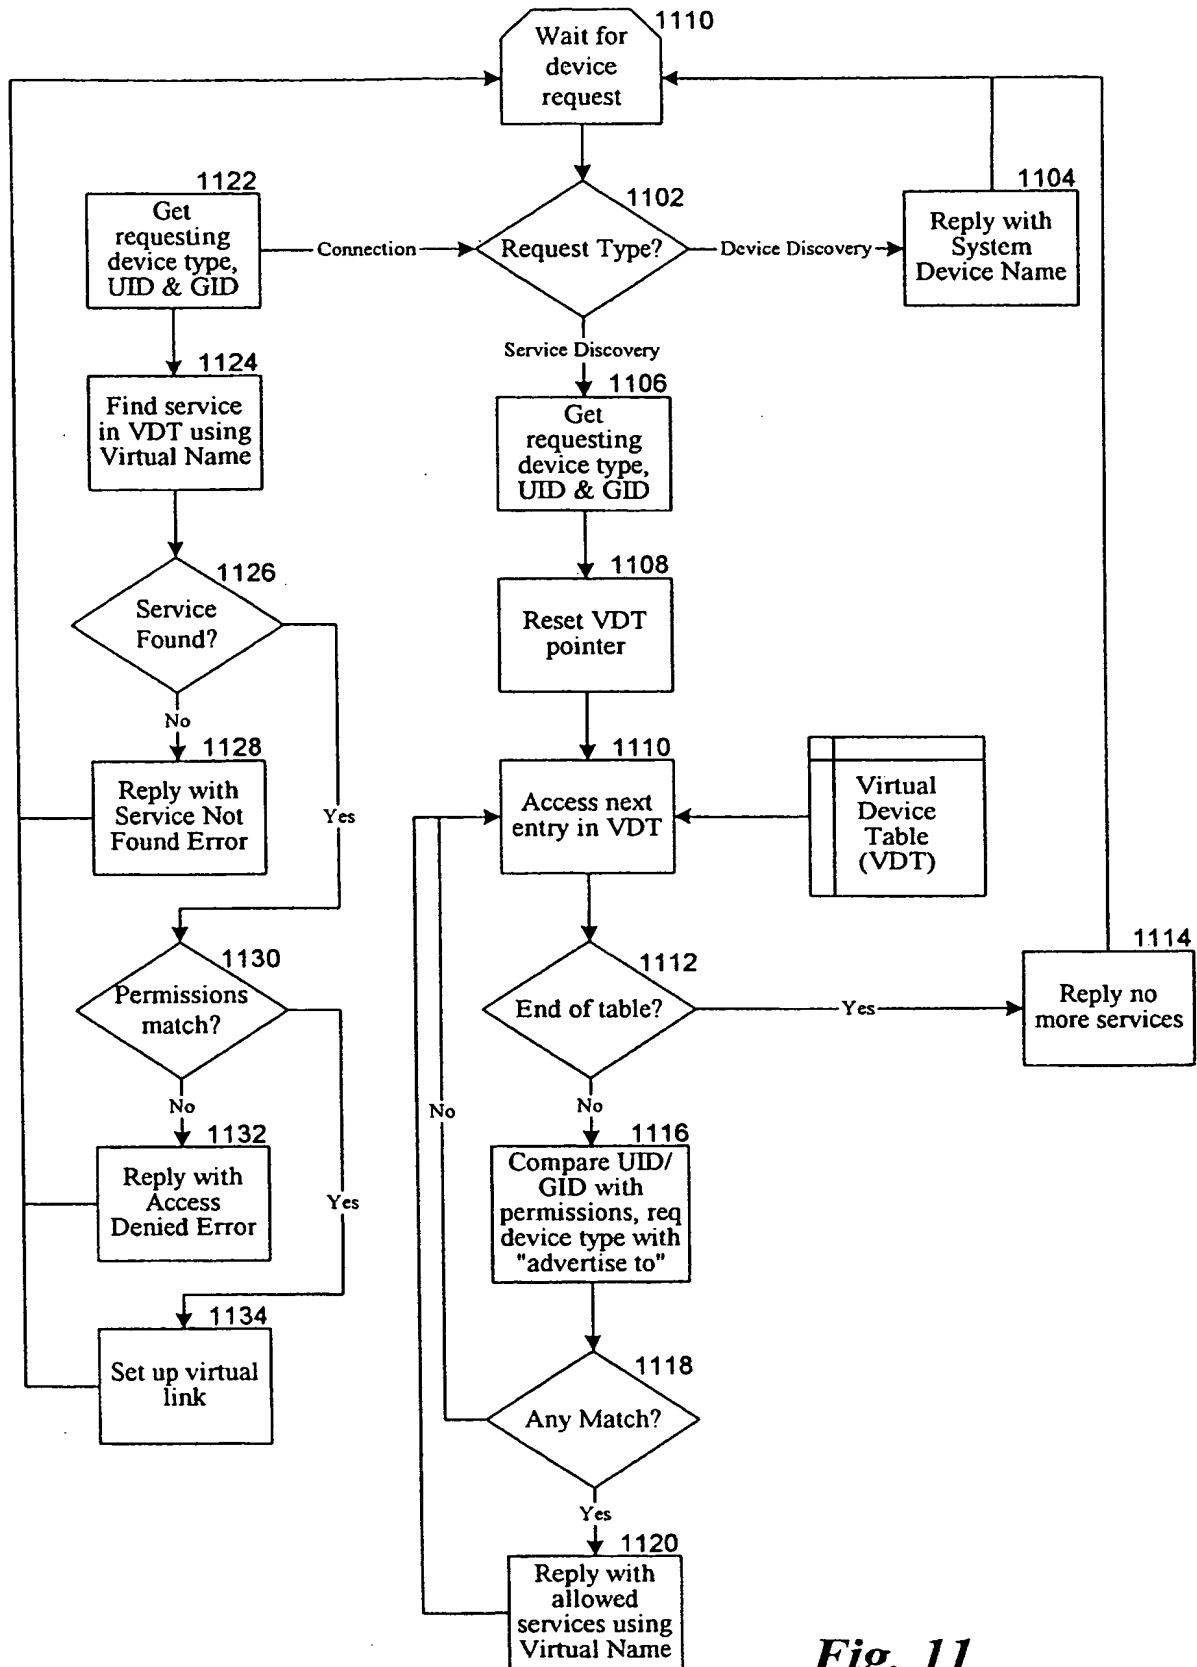 1110
Wait for
device
request
1122
Get
requesting
device type,
UID & GID
Connection
1102
Request Type?
Device Discovery
1104
Reply with
System
Device Name
Service Discovery
1124
Find service
in VDT using
Virtual Name
1106
Get
requesting
device type,
UID & GID
1126
Service
Found?
1108
Reset VDT
pointer
No
Yes
1128
Reply with
Service Not
Found Error
1110
Access next
entry in VDT
Virtual
Device
Table
(VDT)
1130
Permissions
match?
1112
End of table?
Yes
1114
Reply no
more services
No
Yes
1132
Reply with
Access
Denied Error
No
No
1116
Compare UID/
GID with
permissions, req
device type with
"advertise to"
1134
Set up virtual
link
1118
Any Match?
Yes
1120
Reply with
allowed
services using
Virtual Name
Fig. 11